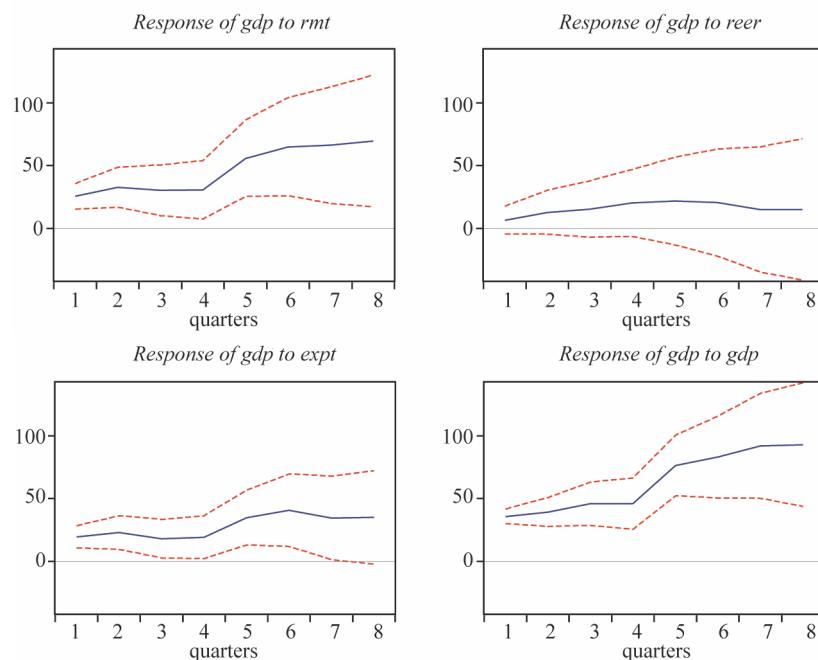 Response of gdp to rmt
100
50
0
1 2 3 4 5 6 7 8
quarters
Response of gdp to reer
100
50
0
1 2 3 4 5 6 7 8
quarters
Response of gdp to expt
100
50
0
1 2 3 4 5 6 7 8
quarters
Response of gdp to gdp
100
50
0
1 2 3 4 5 6 7 8
quarters